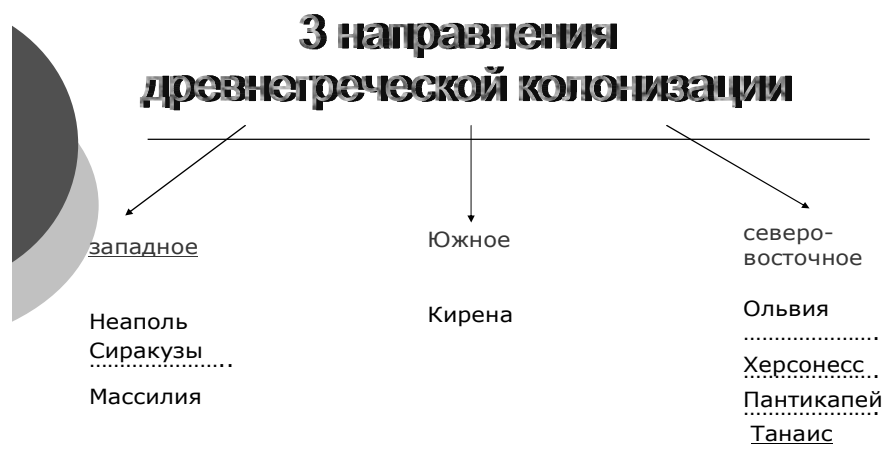 3 направления
древнегреческой колонизации
западное
Южное
северо-
восточное
Неаполь
Сиракузы
…………………..
Массилия
Кирена
Ольвия
………………….
Херсонесс
………………….
Пантикапей
………………….
Танаис